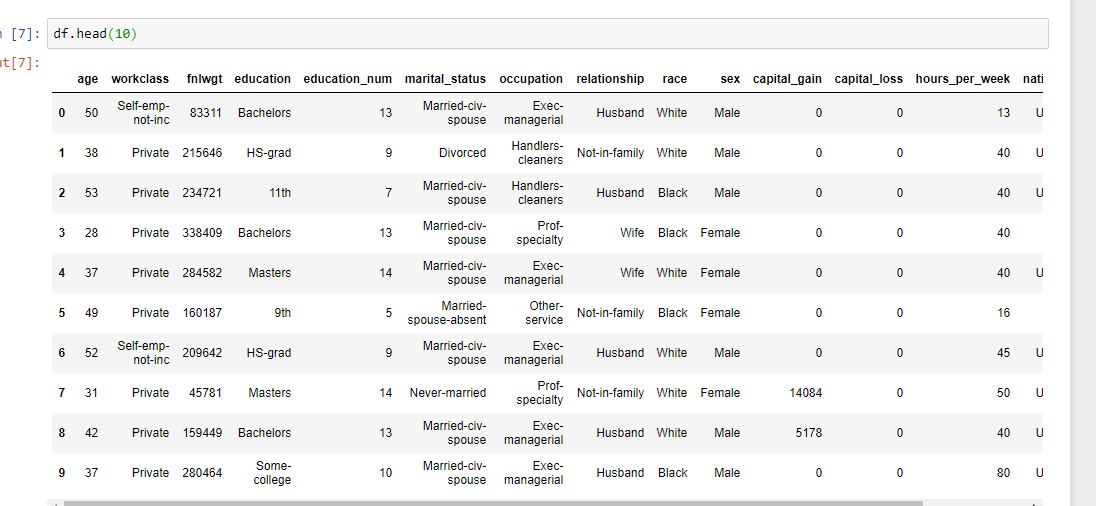 [7]: df.head(10)
ut[7]:
age workclass fnlwgt education education_num marital_status occupation relationship race sex capital_gain capital_loss hours_per_week nati
0 50 Self-emp-not-inc 83311 Bachelors 13 Married-civ-spouse Exec-managerial Husband White Male 0 0 13 U
1 38 Private 215646 HS-grad 9 Divorced Handlers-cleaners Not-in-family White Male 0 0 40 U
2 53 Private 234721 11th 7 Married-civ-spouse Handlers-cleaners Husband Black Male 0 0 40 U
3 28 Private 338409 Bachelors 13 Married-civ-spouse Prof-specialty Wife Black Female 0 0 40
4 37 Private 284582 Masters 14 Married-civ-spouse Exec-managerial Wife White Female 0 0 40 U
5 49 Private 160187 9th 5 Married-spouse-absent Other-service Not-in-family Black Female 0 0 16
6 52 Self-emp-not-inc 209642 HS-grad 9 Married-civ-spouse Exec-managerial Husband White Male 0 0 45 U
7 31 Private 45781 Masters 14 Never-married Prof-specialty Not-in-family White Female 14084 0 50 U
8 42 Private 159449 Bachelors 13 Married-civ-spouse Exec-managerial Husband White Male 5178 0 40 U
9 37 Private 280464 Some-college 10 Married-civ-spouse Exec-managerial Husband Black Male 0 0 80 U